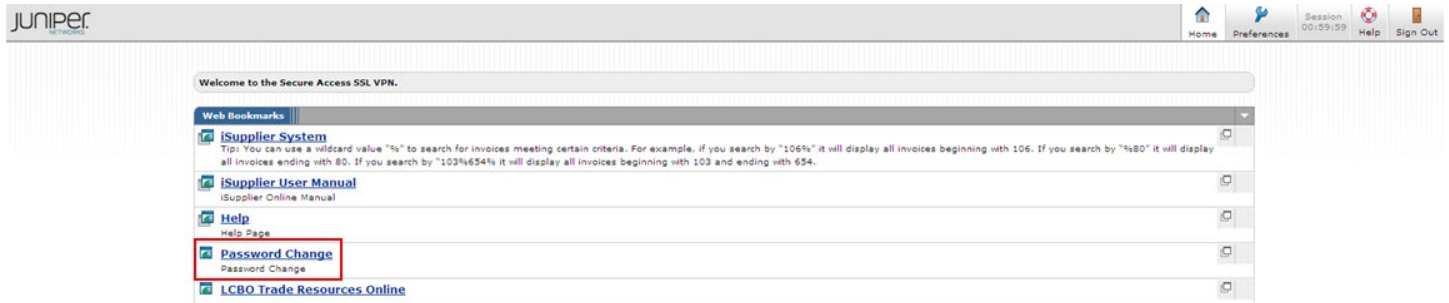 JUNIPER
NETWORKS
Home
Preferences
Session
00:59:59
Help
Sign Out
Welcome to the Secure Access SSL VPN.
Web Bookmarks
iSupplier System
Tip: You can use a wildcard value "%" to search for invoices meeting certain criteria. For example, if you search by "106%" it will display all invoices beginning with 106. If you search by "%80" it will display
all invoices ending with 80. If you search by "103%654% it will display all invoices beginning with 103 and ending with 654.
iSupplier User Manual
iSupplier Online Manual
Help
Help Page
Password Change
Password Change
LCBO Trade Resources Online